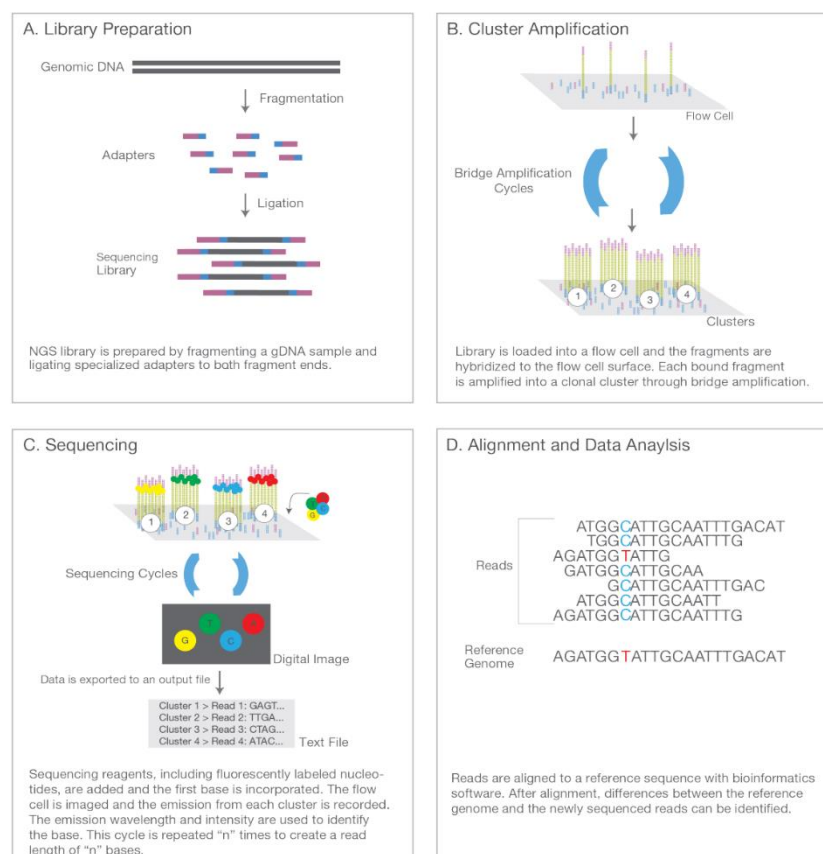 A. Library Preparation
Genomic DNA
Fragmentation
Adapters
Ligation
Sequencing
Library
NGS library is prepared by fragmenting a gDNA sample and
ligating specialized adapters to both fragment ends.
B. Cluster Amplification
Flow Cell
Bridge Amplification
Cycles
1
2
3
4
Clusters
Library is loaded into a flow cell and the fragments are
hybridized to the flow cell surface. Each bound fragment
is amplified into a clonal cluster through bridge amplification.
C. Sequencing
1
2
3
4
G
Sequencing Cycles
G
T
C
Digital Image
Data is exported to an output file
Cluster 1 > Read 1: GAGT...
Cluster 2 > Read 2: TTGA...
Cluster 3 > Read 3: CTAG...
Cluster 4 > Read 4: ATAC...
Text File
Sequencing reagents, including fluorescently labeled nucleo-
tides, are added and the first base is incorporated. The flow
cell is imaged and the emission from each cluster is recorded.
The emission wavelength and intensity are used to identify
the base. This cycle is repeated “n” times to create a read
length of “n” bases.
D. Alignment and Data Anaylsis
Reads
ATGGCATTGCAATTTGACAT
TGGCATTGCAATTTG
AGATGGTATTG
GATGGCATTGCAA
GCATTGCAATTTGAC
ATGGCATTGCAATT
AGATGGCATTGCAATTTG
Reference
Genome
AGATGGTATTGCAATTTGACAT
Reads are aligned to a reference sequence with bioinformatics
software. After alignment, differences between the reference
genome and the newly sequenced reads can be identified.